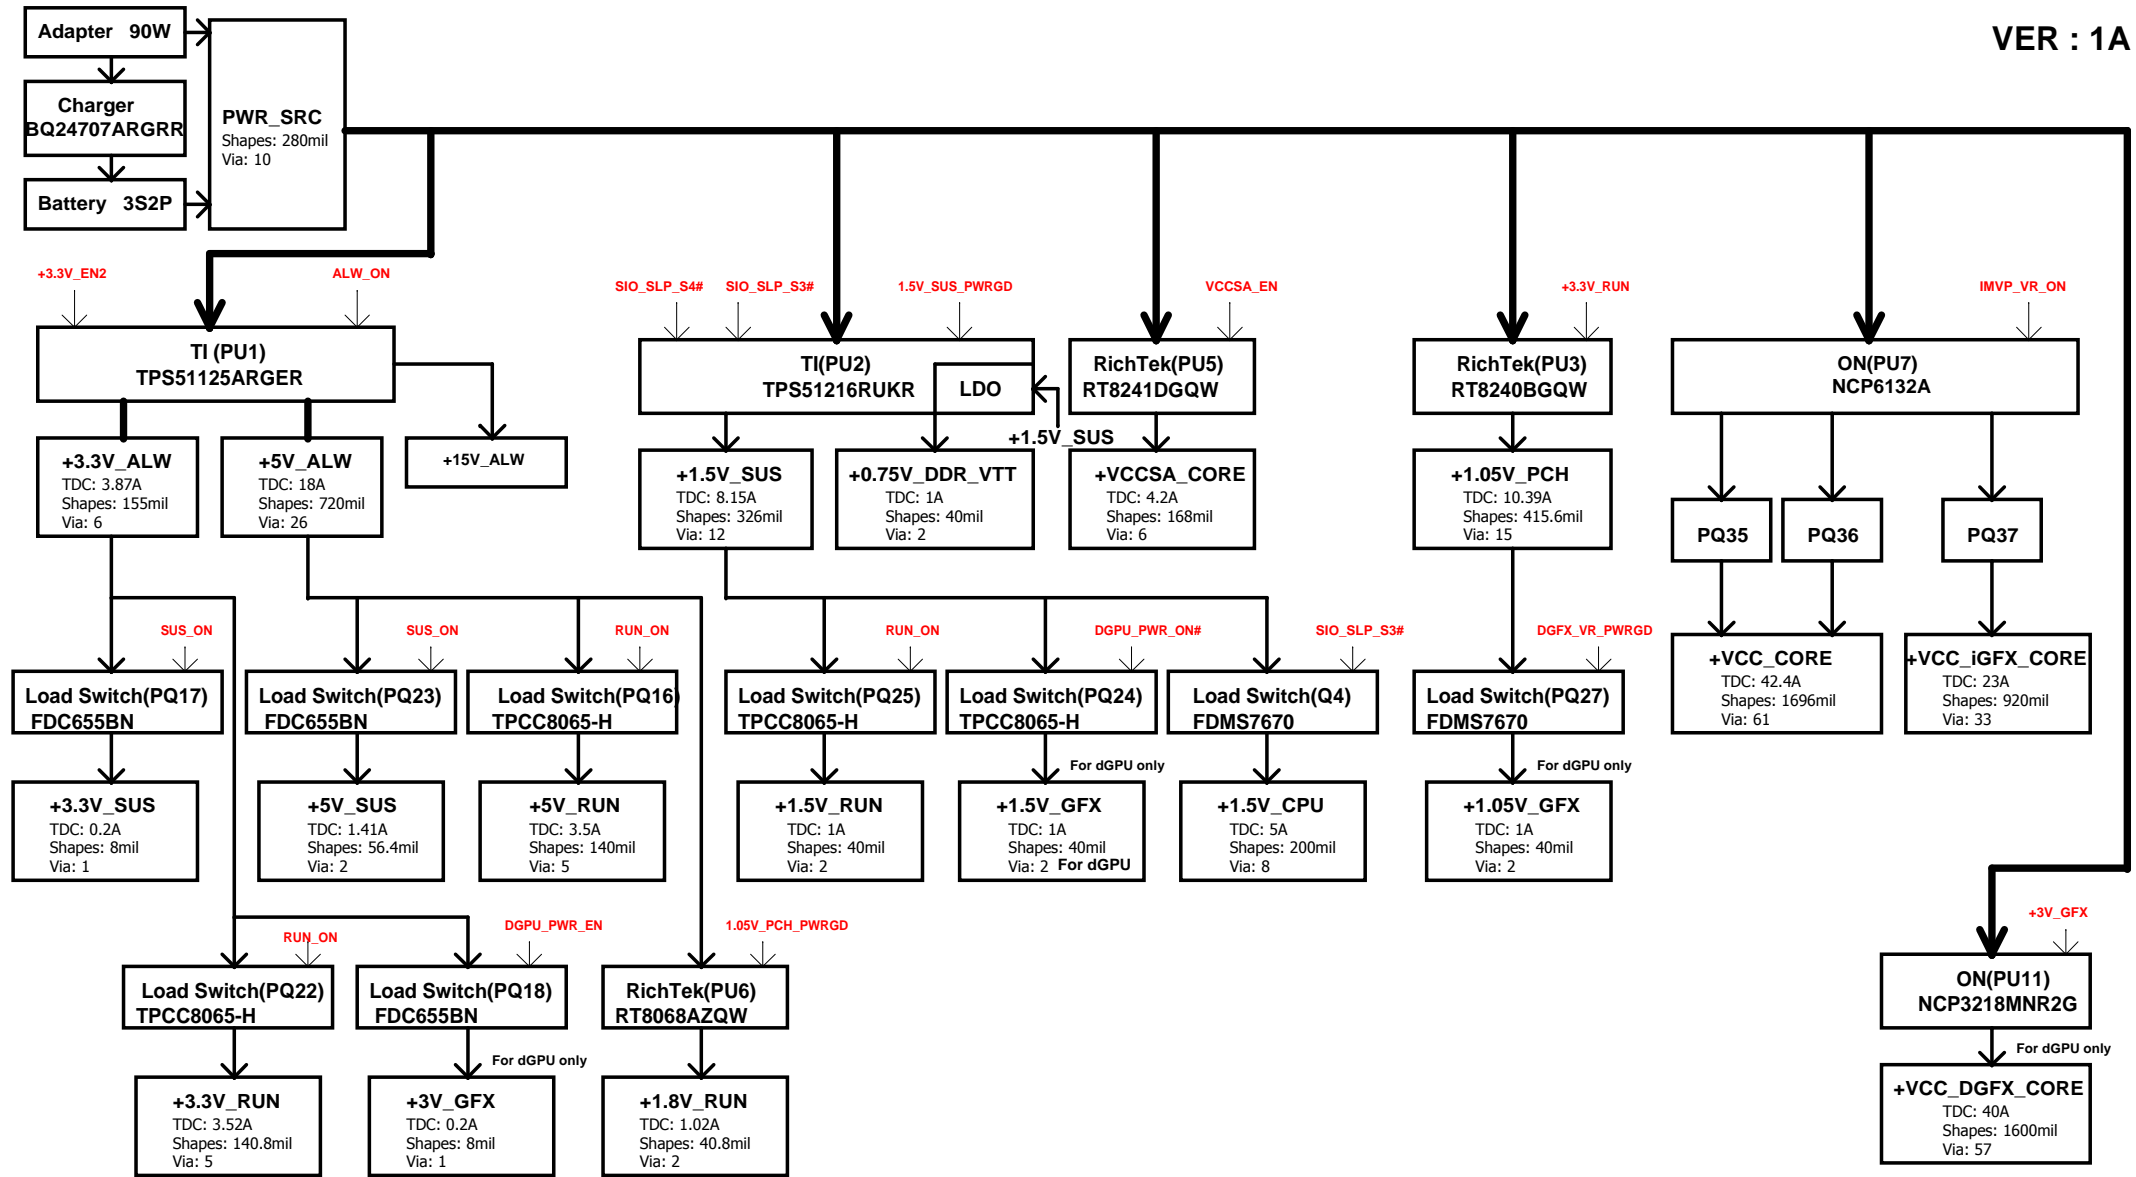 VER : 1A
Adapter 90W
Charger
BQ24707ARGRR
Battery 3S2P
PWR_SRC
Shapes: 280mil
Via: 10
+3.3V_EN2
ALW_ON
SIO_SLP_S4#
SIO_SLP_S3#
1.5V_SUS_PWRGD
VCCSA_EN
+3.3V_RUN
IMVP_VR_ON
TI (PU1)
TPS51125ARGER
TI(PU2)
TPS51216RUKR
LDO
RichTek(PU5)
RT8241DGQW
RichTek(PU3)
RT8240BGQW
ON(PU7)
NCP6132A
+1.5V_SUS
+3.3V_ALW
TDC: 3.87A
Shapes: 155mil
Via: 6
+5V_ALW
TDC: 18A
Shapes: 720mil
Via: 26
+15V_ALW
+1.5V_SUS
TDC: 8.15A
Shapes: 326mil
Via: 12
+0.75V_DDR_VTT
TDC: 1A
Shapes: 40mil
Via: 2
+VCCSA_CORE
TDC: 4.2A
Shapes: 168mil
Via: 6
+1.05V_PCH
TDC: 10.39A
Shapes: 415.6mil
Via: 15
PQ35
PQ36
PQ37
SUS_ON
SUS_ON
RUN_ON
RUN_ON
DGPU_PWR_ON#
SIO_SLP_S3#
DGFX_VR_PWRGD
Load Switch(PQ17)
FDC655BN
Load Switch(PQ23)
FDC655BN
Load Switch(PQ16)
TPCC8065-H
Load Switch(PQ25)
TPCC8065-H
Load Switch(PQ24)
TPCC8065-H
Load Switch(Q4)
FDMS7670
Load Switch(PQ27)
FDMS7670
+VCC_CORE
TDC: 42.4A
Shapes: 1696mil
Via: 61
+VCC_iGFX_CORE
TDC: 23A
Shapes: 920mil
Via: 33
For dGPU only
For dGPU only
+3.3V_SUS
TDC: 0.2A
Shapes: 8mil
Via: 1
+5V_SUS
TDC: 1.41A
Shapes: 56.4mil
Via: 2
+5V_RUN
TDC: 3.5A
Shapes: 140mil
Via: 5
+1.5V_RUN
TDC: 1A
Shapes: 40mil
Via: 2
+1.5V_GFX
TDC: 1A
Shapes: 40mil
Via: 2 For dGPU
+1.5V_CPU
TDC: 5A
Shapes: 200mil
Via: 8
+1.05V_GFX
TDC: 1A
Shapes: 40mil
Via: 2
RUN_ON
DGPU_PWR_EN
1.05V_PCH_PWRGD
+3V_GFX
Load Switch(PQ22)
TPCC8065-H
Load Switch(PQ18)
FDC655BN
RichTek(PU6)
RT8068AZQW
ON(PU11)
NCP3218MNR2G
For dGPU only
For dGPU only
+3.3V_RUN
TDC: 3.52A
Shapes: 140.8mil
Via: 5
+3V_GFX
TDC: 0.2A
Shapes: 8mil
Via: 1
+1.8V_RUN
TDC: 1.02A
Shapes: 40.8mil
Via: 2
+VCC_DGFX_CORE
TDC: 40A
Shapes: 1600mil
Via: 57